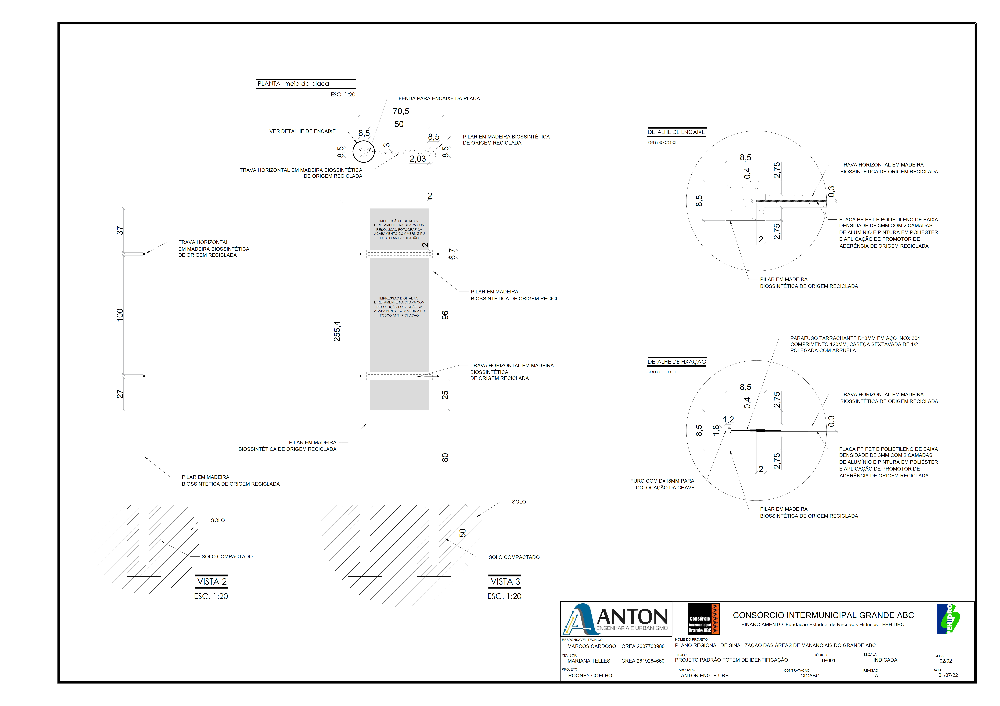 PLANTA- meio da placa
ESC. 1:20
FENDA PARA ENCAIXE DA PLACA
70,5
50
VER DETALHE DE ENCAIXE
8,5
8,5
PILAR EM MADEIRA BIOSSINTÉTICA
DE ORIGEM RECICLADA
3
8,5
8,5
2,03
TRAVA HORIZONTAL EM MADEIRA BIOSSINTÉTICA
DE ORIGEM RECICLADA
37
TRAVA HORIZONTAL
EM MADEIRA BIOSSINTÉTICA
DE ORIGEM RECICLADA
100
27
PILAR EM MADEIRA
BIOSSINTÉTICA DE ORIGEM RECICLADA
SOLO
SOLO COMPACTADO
VISTA 2
ESC. 1:20
2
IMPRESSÃO DIGITAL UV,
DIRETAMENTE NA CHAPA COM
RESOLUÇÃO FOTOGRÁFICA
ACABAMENTO COM VERNIZ PU
FOSCO ANTI-PICHAÇÃO
2
6,7
PILAR EM MADEIRA
BIOSSINTÉTICA DE ORIGEM RECICL.
IMPRESSÃO DIGITAL UV,
DIRETAMENTE NA CHAPA COM
RESOLUÇÃO FOTOGRÁFICA
ACABAMENTO COM VERNIZ PU
FOSCO ANTI-PICHAÇÃO
96
255,4
TRAVA HORIZONTAL EM MADEIRA
BIOSSINTÉTICA
DE ORIGEM RECICLADA
25
PILAR EM MADEIRA
BIOSSINTÉTICA DE ORIGEM RECICLADA
80
SOLO
50
SOLO COMPACTADO
VISTA 3
ESC. 1:20
DETALHE DE ENCAIXE
sem escala
8,5
0,4
2,75
TRAVA HORIZONTAL EM MADEIRA
BIOSSINTÉTICA DE ORIGEM RECICLADA
0,3
8,5
PLACA PP PET E POLIETILENO DE BAIXA
DENSIDADE DE 3MM COM 2 CAMADAS
DE ALUMÍNIO E PINTURA EM POLIÉSTER
E APLICAÇÃO DE PROMOTOR DE
ADERÊNCIA DE ORIGEM RECICLADA
2
2,75
PILAR EM MADEIRA
BIOSSINTÉTICA DE ORIGEM RECICLADA
PARAFUSO TARRACHANTE D=8MM EM AÇO INOX 304,
COMPRIMENTO 120MM, CABEÇA SEXTAVADA DE 1/2
POLEGADA COM ARRUELA
DETALHE DE FIXAÇÃO
sem escala
8,5
0,4
2,75
TRAVA HORIZONTAL EM MADEIRA
BIOSSINTÉTICA DE ORIGEM RECICLADA
1,2
0,3
8,5
1,8
PLACA PP PET E POLIETILENO DE BAIXA
DENSIDADE DE 3MM COM 2 CAMADAS
DE ALUMÍNIO E PINTURA EM POLIÉSTER
E APLICAÇÃO DE PROMOTOR DE
ADERÊNCIA DE ORIGEM RECICLADA
2
2,75
FURO COM D=18MM PARA
COLOCAÇÃO DA CHAVE
PILAR EM MADEIRA
BIOSSINTÉTICA DE ORIGEM RECICLADA
ANTON
ENGENHARIA E URBANISMO
Consórcio
Intermunicipal
Grande ABC
CONSÓRCIO INTERMUNICIPAL GRANDE ABC
FINANCIAMENTO: Fundação Estadual de Recursos Hídricos - FEHIDRO
FEHIDRO
RESPONSÁVEL TÉCNICO
MARCOS CARDOSO CREA 2607703980
NOME DO PROJETO
PLANO REGIONAL DE SINALIZAÇÃO DAS ÁREAS DE MANANCIAIS DO GRANDE ABC
REVISOR
MARIANA TELLES CREA 2619284660
TÍTULO
PROJETO PADRÃO TOTEM DE IDENTIFICAÇÃO
CÓDIGO
TP001
ESCALA
INDICADA
FOLHA
02/02
PROJETO
ROONEY COELHO
ELABORADO
ANTON ENG. E URB.
CONTRATAÇÃO
CIGABC
REVISÃO
A
DATA
01/07/22